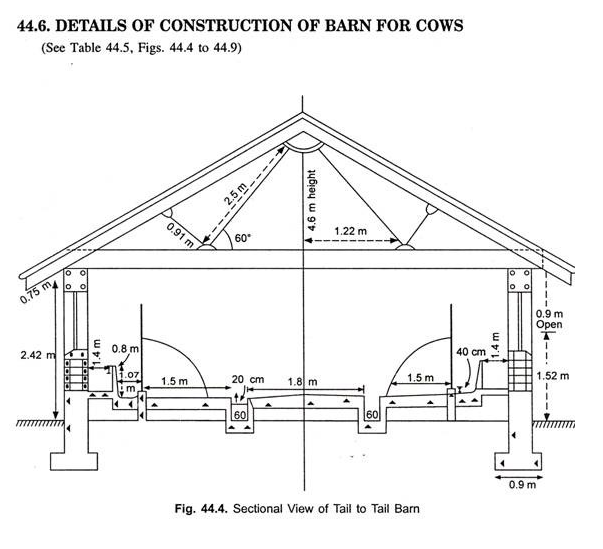 44.6. DETAILS OF CONSTRUCTION OF BARN FOR COWS
(See Table 44.5, Figs. 44.4 to 44.9)
2.5 m
4.6 m height
0.91 m
60°
1.22 m
0.75 m
0.9 m
Open
2.42 m
1.4 m
0.8 m
1.07
m
1.5 m
20 cm
1.8 m
1.5 m
40 cm
1.4 m
1.52 m
60
60
0.9 m
Fig. 44.4. Sectional View of Tail to Tail Barn